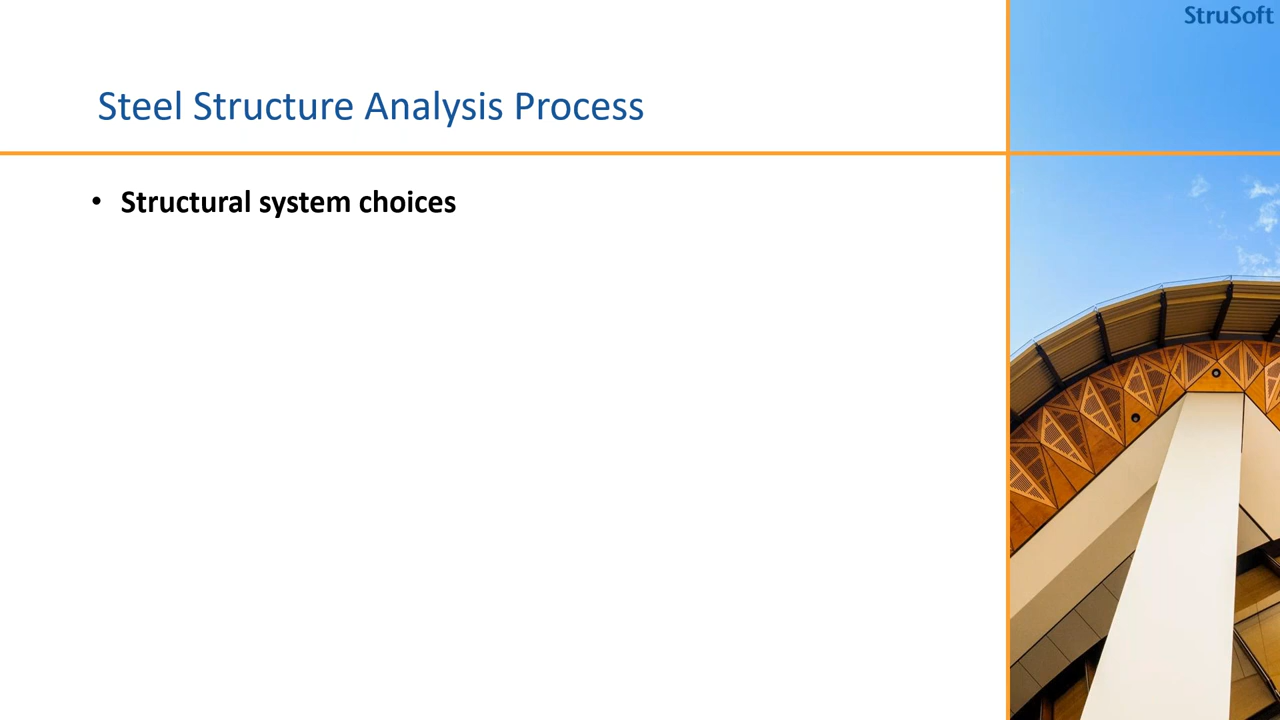 StruSoft
Steel Structure Analysis Process
• Structural system choices